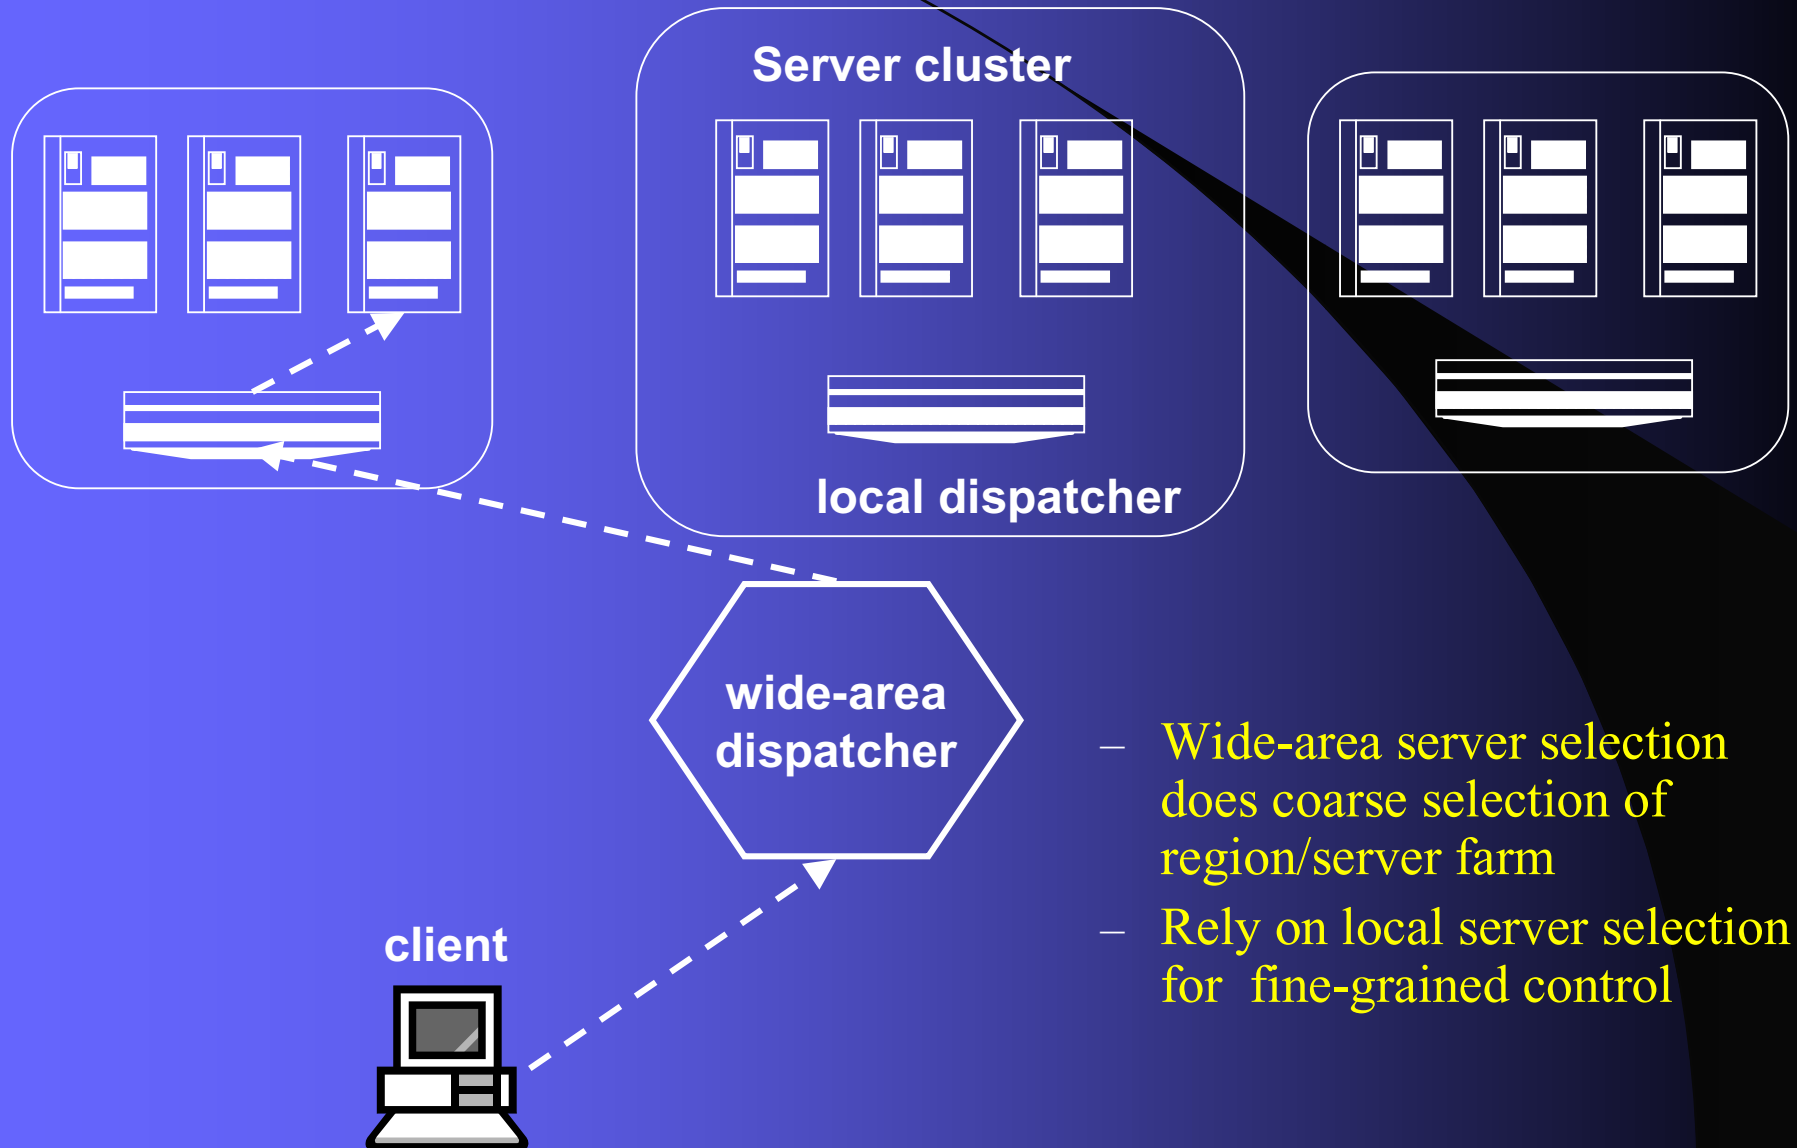 Server cluster
local dispatcher
wide-area
dispatcher
– Wide-area server selection
does coarse selection of
region/server farm
– Rely on local server selection
for fine-grained control
client